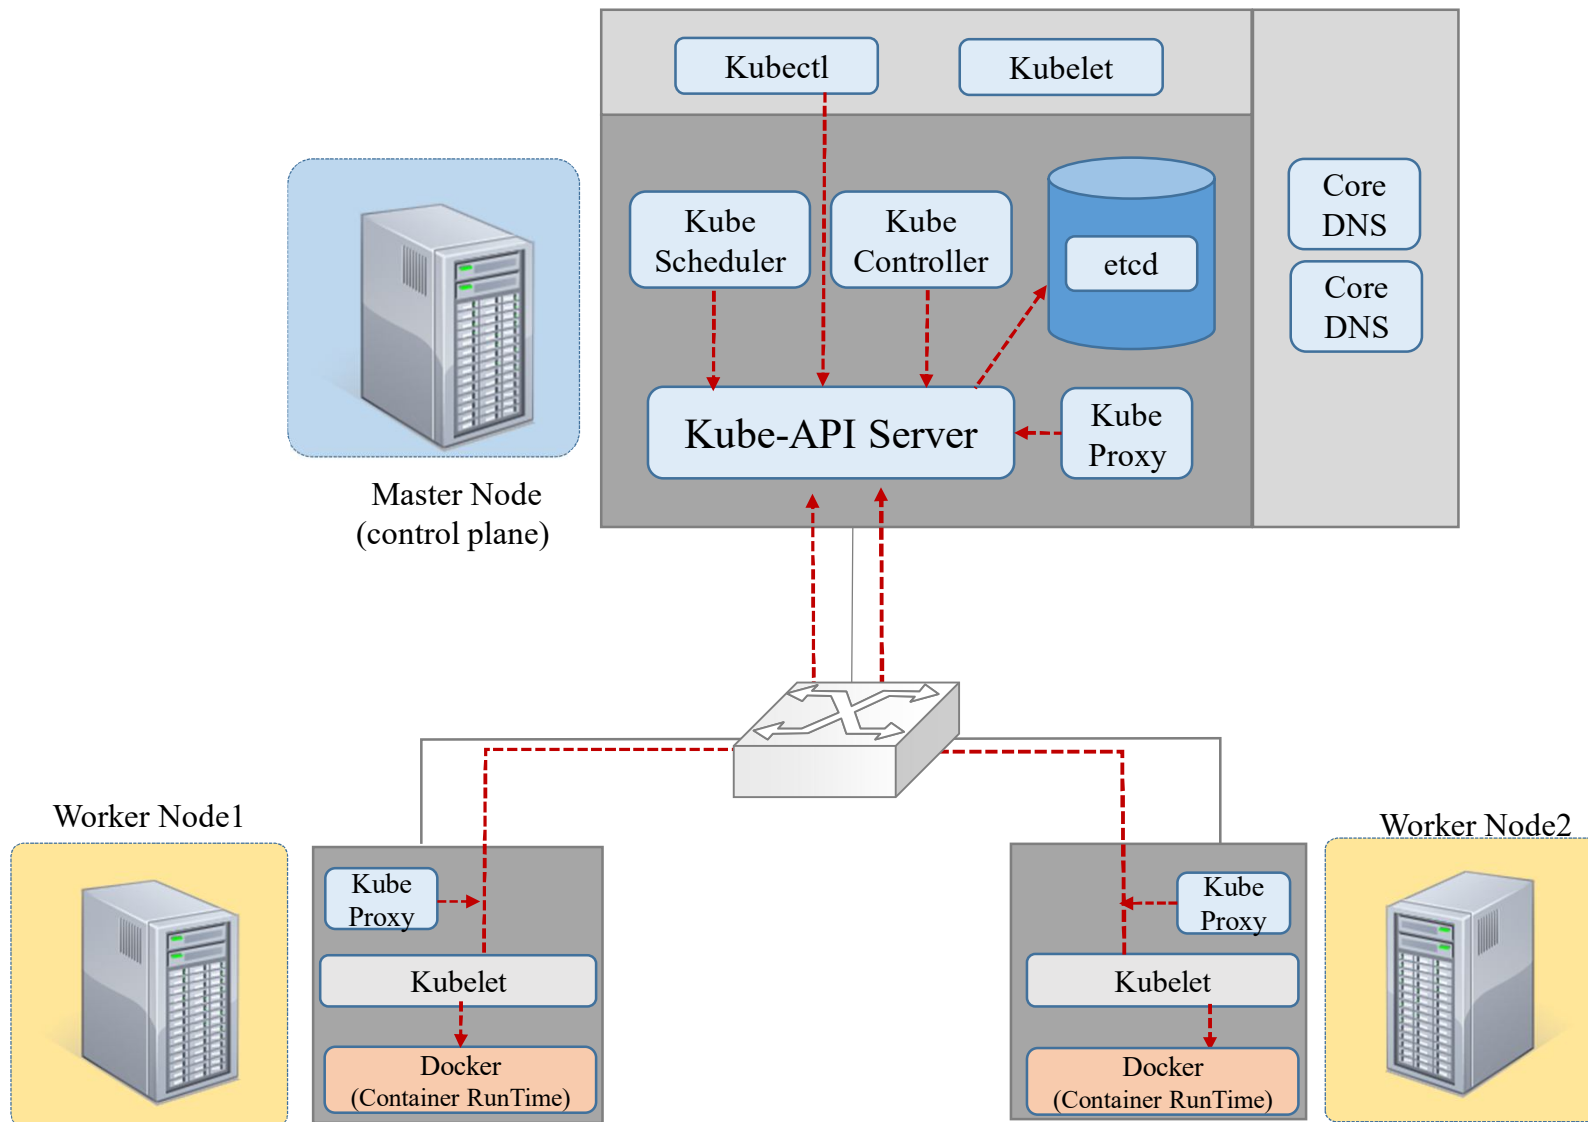 Kubectl
Kubelet
Kube
Scheduler
Kube
Controller
etcd
Core
DNS
Core
DNS
Kube-API Server
Kube
Proxy
Master Node
(control plane)
Worker Node1
Kube
Proxy
Kubelet
Docker
(Container RunTime)
Worker Node2
Kube
Proxy
Kubelet
Docker
(Container RunTime)